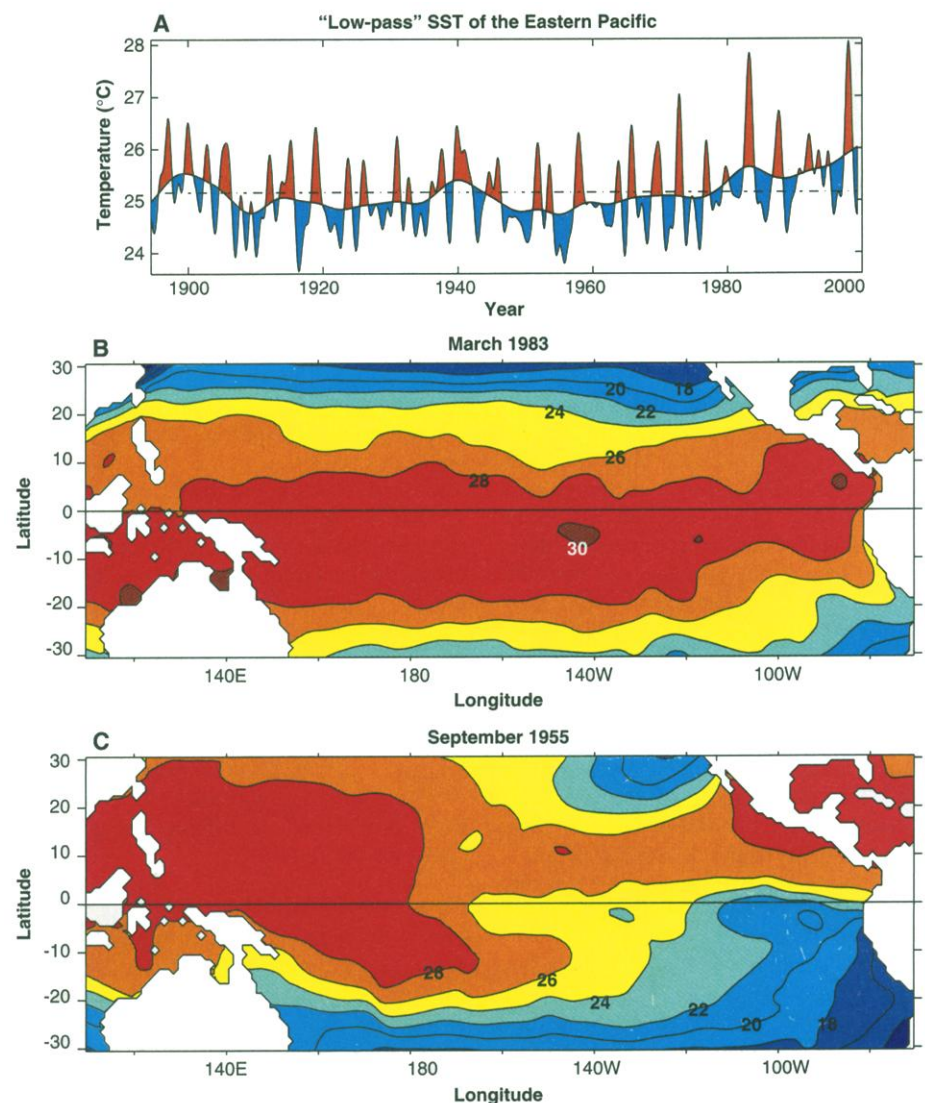 A
“Low-pass” SST of the Eastern Pacific
28
27
26
25
24
Temperature (°C)
1900 1920 1940 1960 1980 2000
Year
B
March 1983
30
20
10
0
-10
-20
-30
Latitude
20 18
24 22
26
28
30
140E 180 140W 100W
Longitude
C
September 1955
30
20
10
0
-10
-20
-30
Latitude
28
26
24
22
20 18
140E 180 140W 100W
Longitude